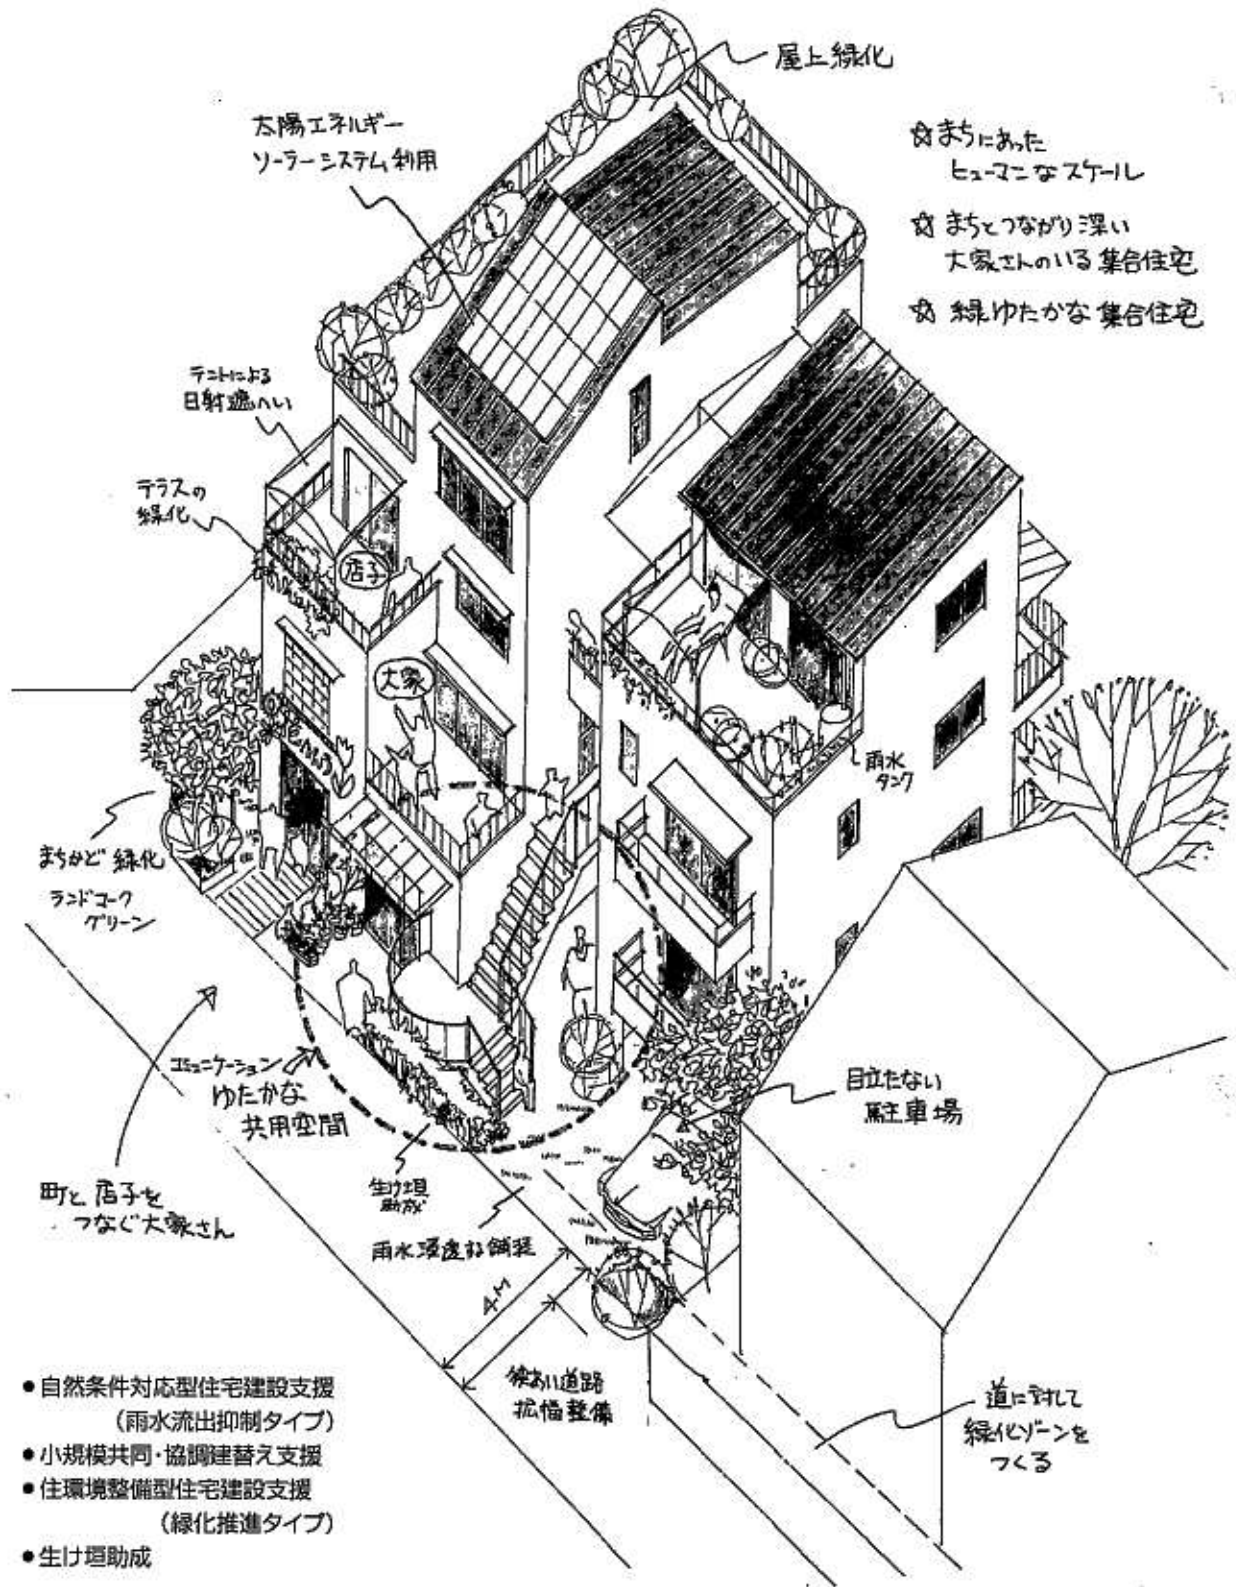 屋上緑化
太陽エネルギー
ソーラーシステム利用
☆まちにあった
ヒューマンなスケール
☆まちとつながり深い
大家さんのいる集合住宅
☆緑ゆたかな集合住宅
テントによる
日射遮へい
テラスの
緑化
店子
大家
雨水
タンク
まちかど緑化
ランドマーク
グリーン
コミュニケーション
ゆたかな
共用空間
目立たない
駐車場
町と店子を
つなぐ大家さん
生け垣
助成
雨水浸透な舗装
4M
狭あい道路
拡幅整備
道に対して
緑化ゾーンを
つくる
●自然条件対応型住宅建設支援
(雨水流出抑制タイプ)
●小規模共同・協調建替え支援
●住環境整備型住宅建設支援
(緑化推進タイプ)
●生け垣助成